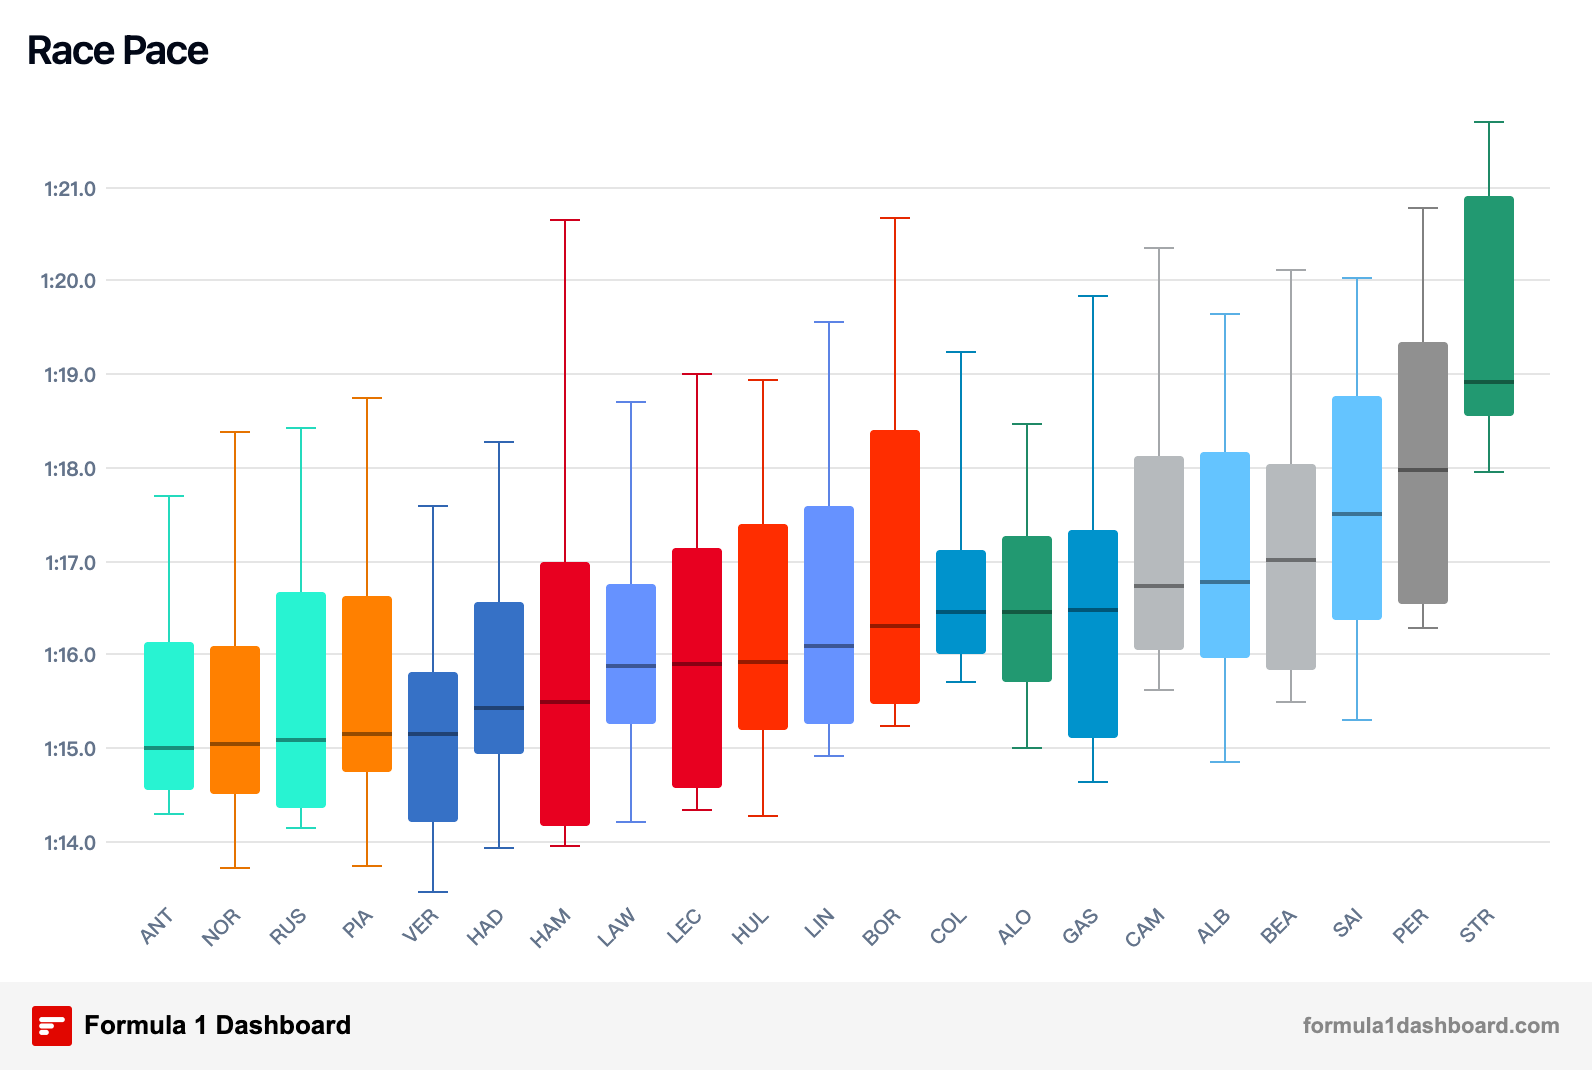 Race Pace
1:21.0
1:20.0
1:19.0
1:18.0
1:17.0
1:16.0
1:15.0
1:14.0
ANT NOR RUS PIA VER HAD HAM LAW LEC HUL LIN BOR COL ALO GAS CAM ALB BEA SAI PER STR
Formula 1 Dashboard
formula1dashboard.com